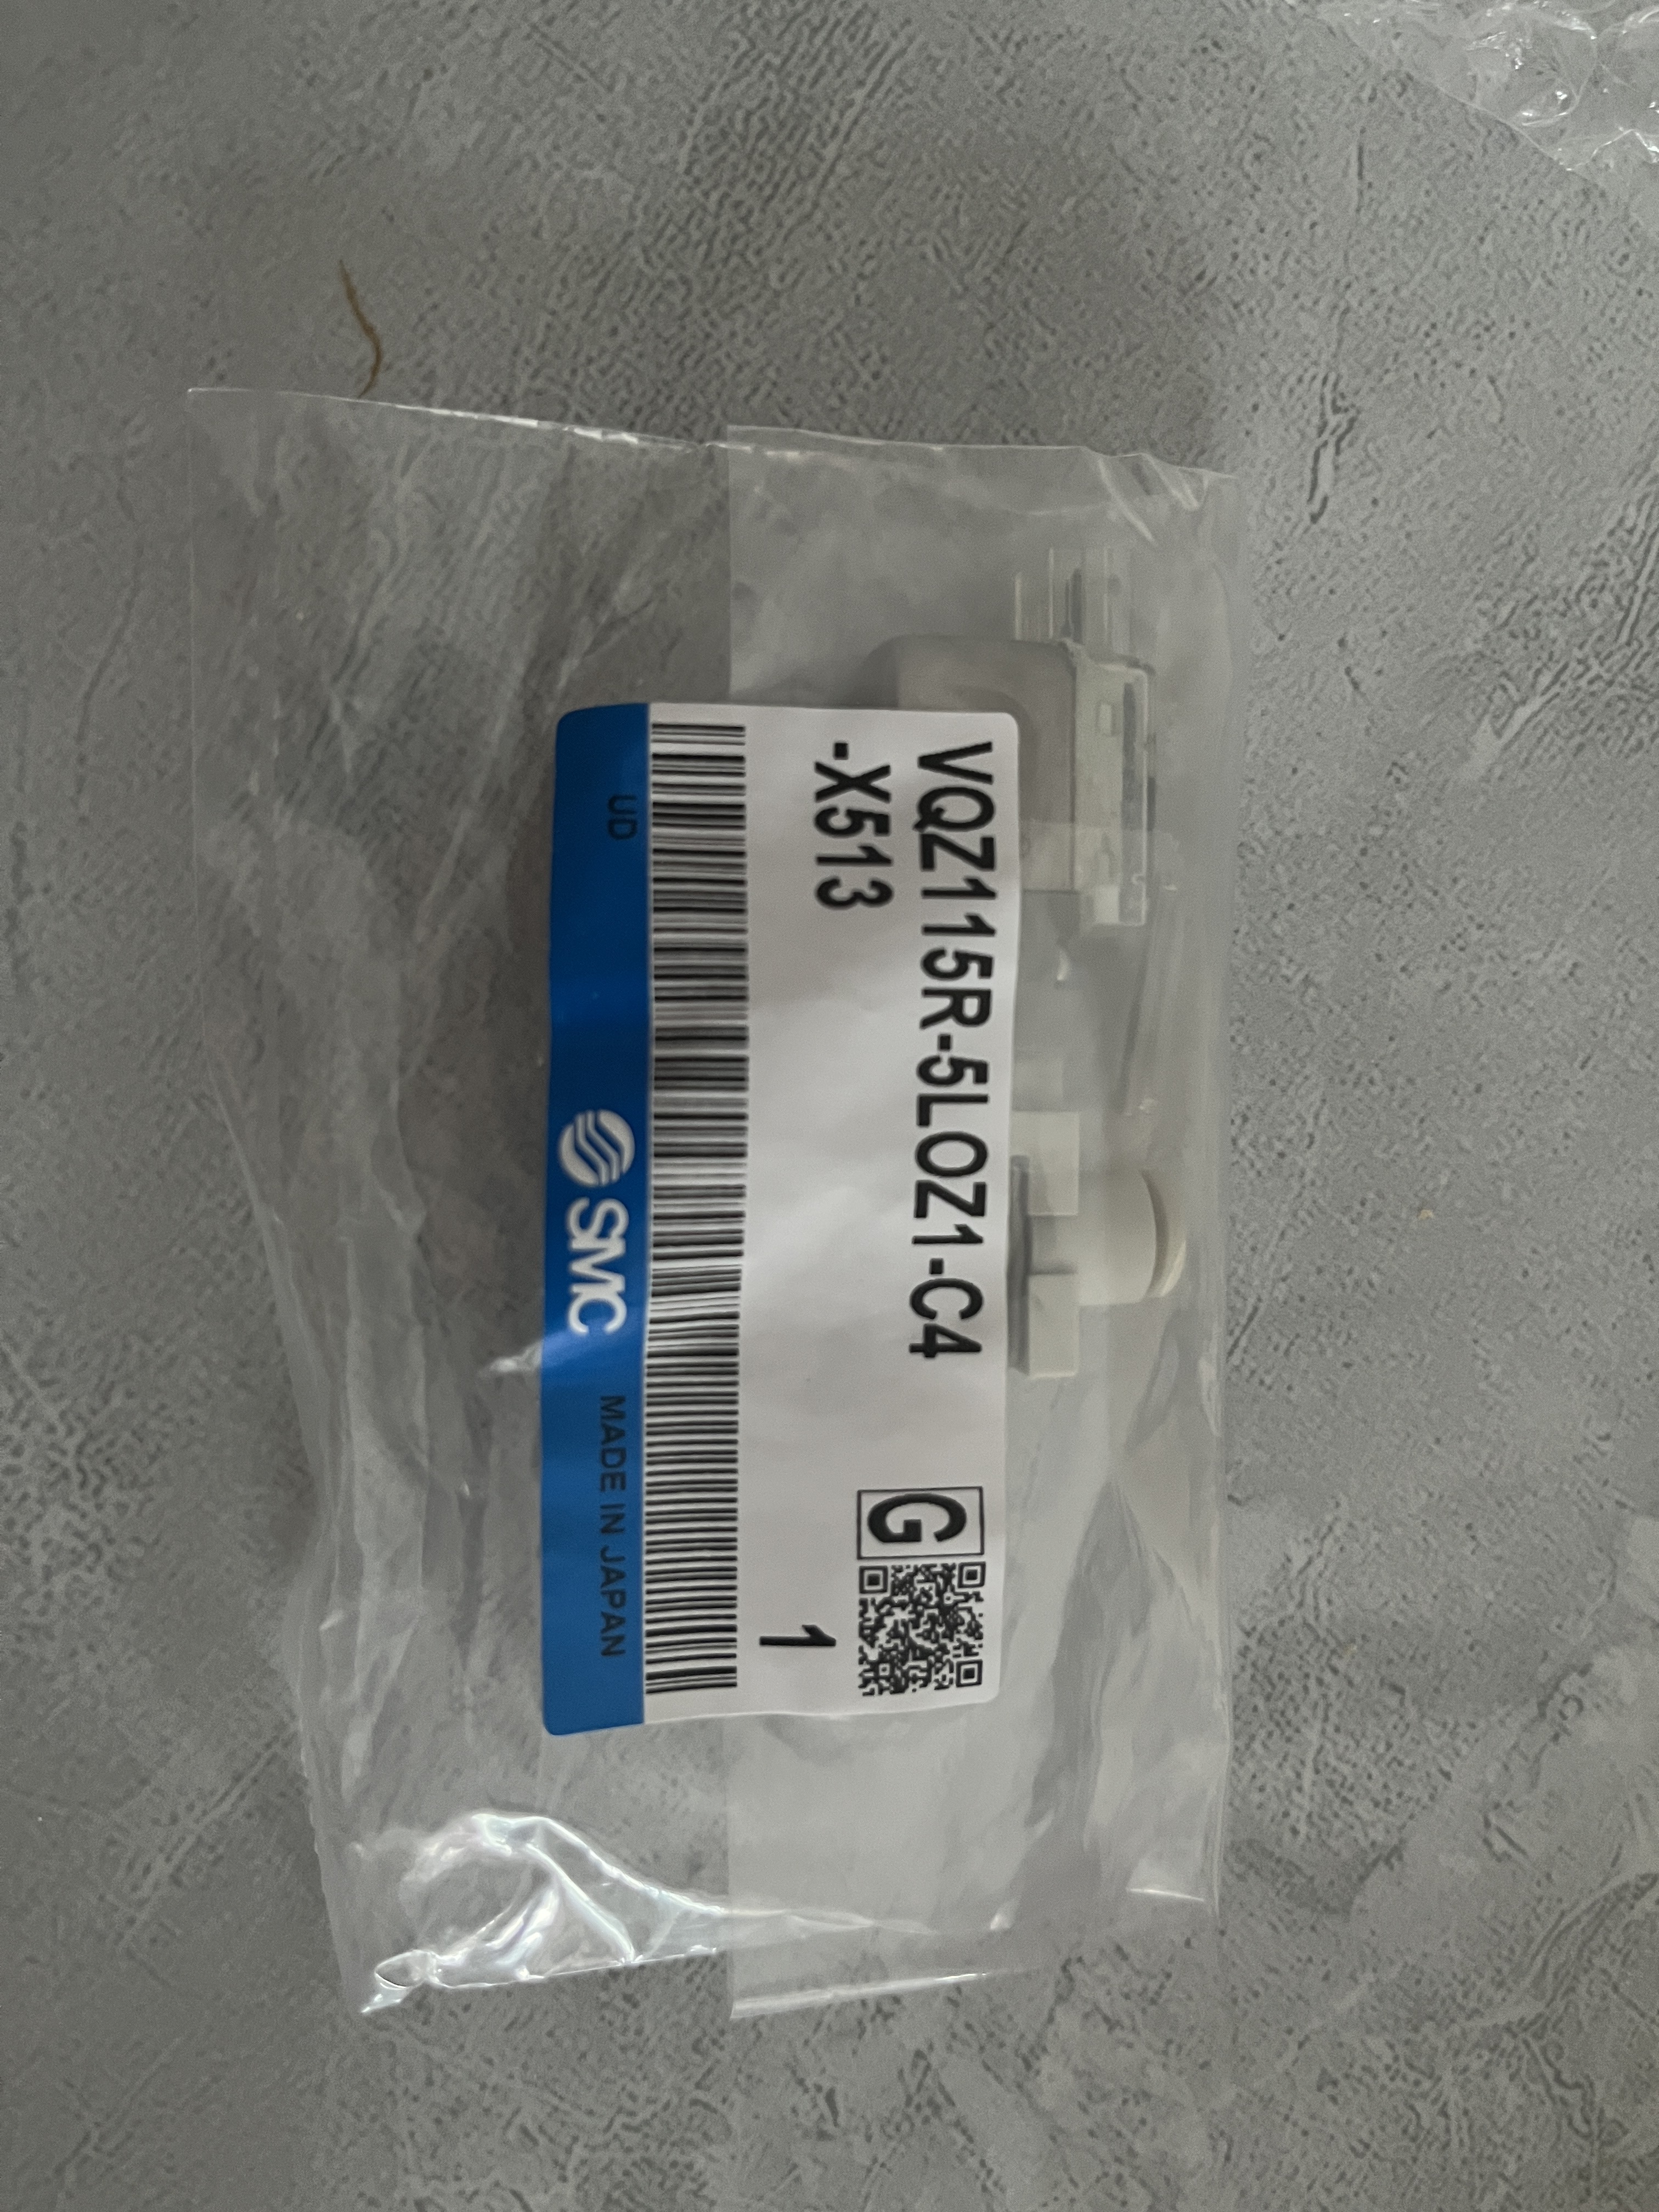 VQZ115R-5LOZ1-C4
-X513
G
1
UD
SMC
MADE IN JAPAN